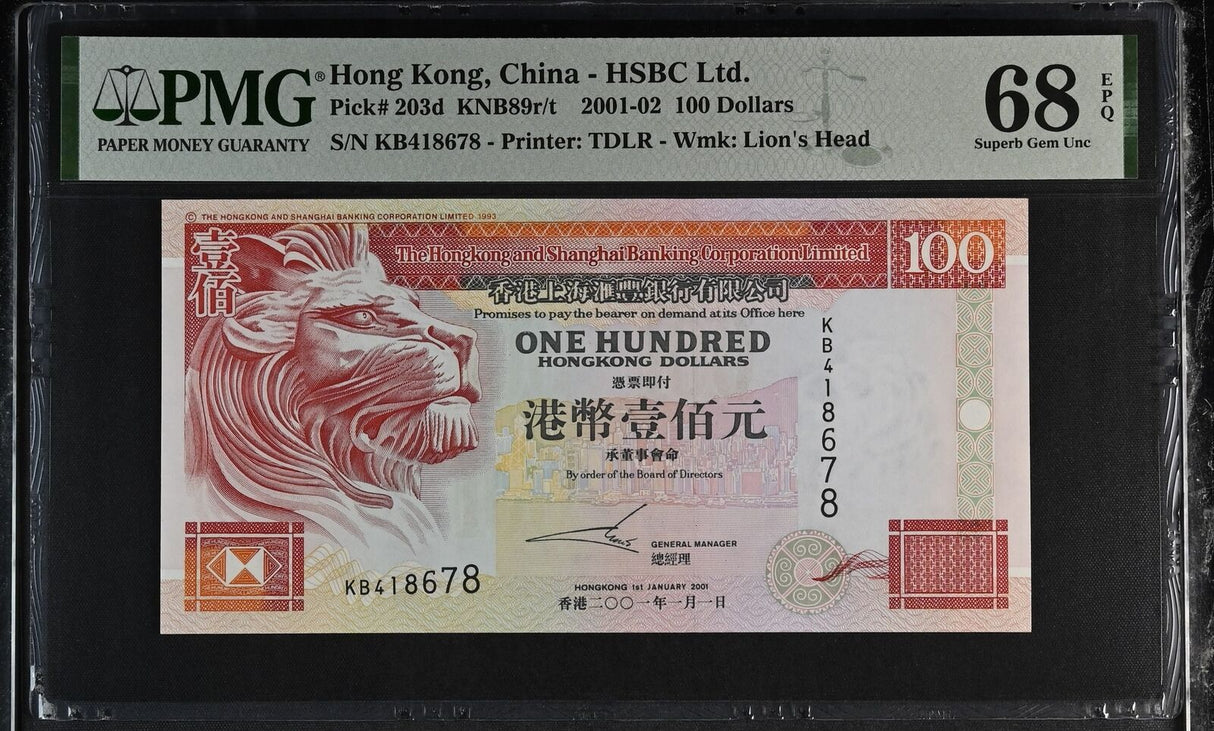 PMG®
PAPER MONEY GUARANTY
Hong Kong, China - HSBC Ltd.
Pick# 203d KNB89r/t 2001-02 100 Dollars
S/N KB418678 - Printer: TDLR - Wmk: Lion's Head
68
EPQ
Superb Gem Unc
© THE HONGKONG AND SHANGHAI BANKING CORPORATION LIMITED 1993
壹佰
The Hongkong and Shanghai Banking Corporation Limited
100
香港上海滙豐銀行有限公司
Promises to pay the bearer on demand at its Office here
ONE HUNDRED
HONGKONG DOLLARS
憑票即付
港幣壹佰元
承董事會命
By order of the Board of Directors
KB418678
GENERAL MANAGER
總經理
KB418678
HONGKONG 1st JANUARY 2001
香港二〇〇一年一月一日